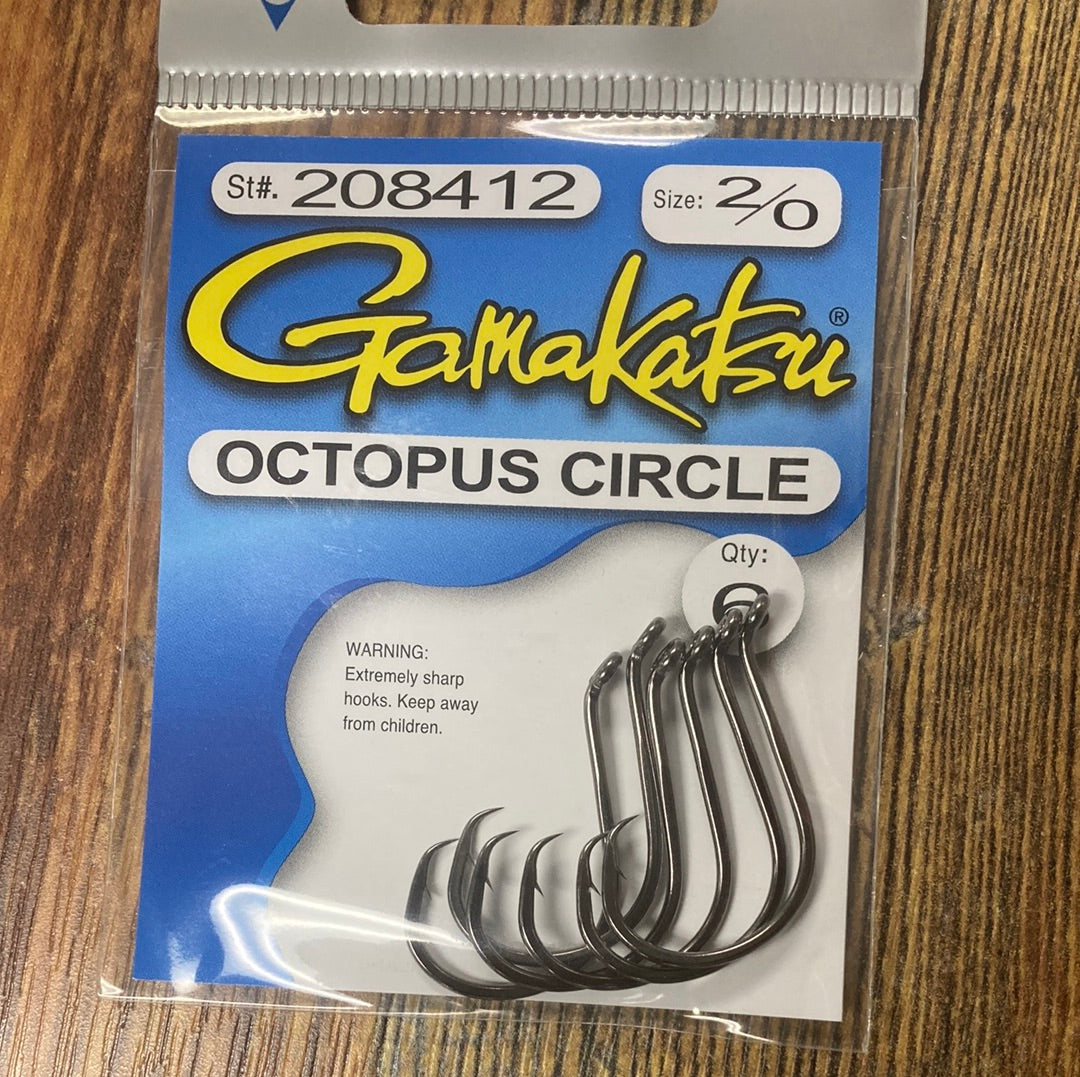 St#. 208412
Size: 2/0
Gamakatsu®
OCTOPUS CIRCLE
Qty:
WARNING:
Extremely sharp
hooks. Keep away
from children.